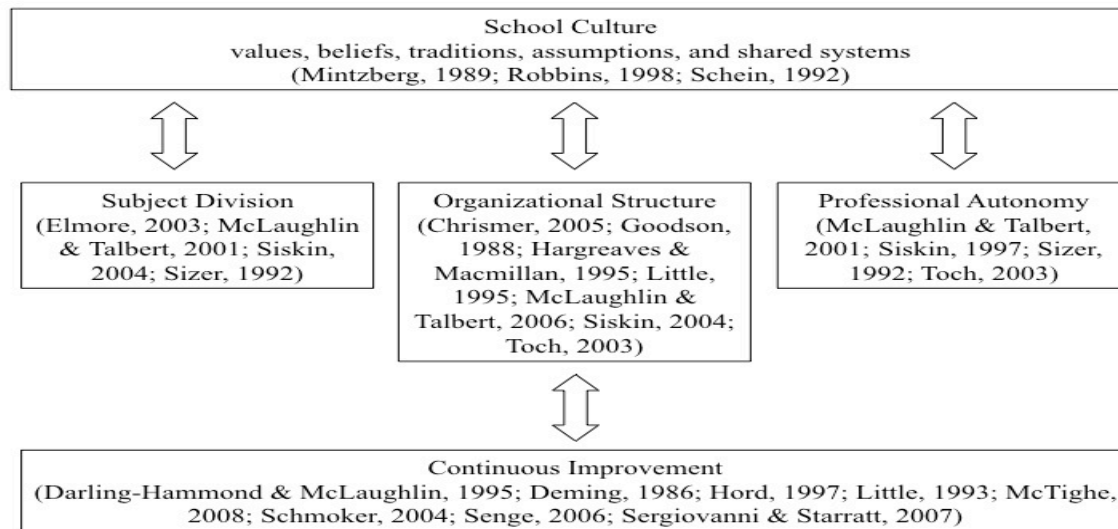 School Culture
values, beliefs, traditions, assumptions, and shared systems
(Mintzberg, 1989; Robbins, 1998; Schein, 1992)
Subject Division
(Elmore, 2003; McLaughlin
& Talbert, 2001; Siskin,
2004; Sizer, 1992)
Organizational Structure
(Chrismer, 2005; Goodson,
1988; Hargreaves &
Macmillan, 1995; Little,
1995; McLaughlin &
Talbert, 2006; Siskin, 2004;
Toch, 2003)
Professional Autonomy
(McLaughlin & Talbert,
2001; Siskin, 1997; Sizer,
1992; Toch, 2003)
Continuous Improvement
(Darling-Hammond & McLaughlin, 1995; Deming, 1986; Hord, 1997; Little, 1993; McTighe,
2008; Schmoker, 2004; Senge, 2006; Sergiovanni & Starratt, 2007)